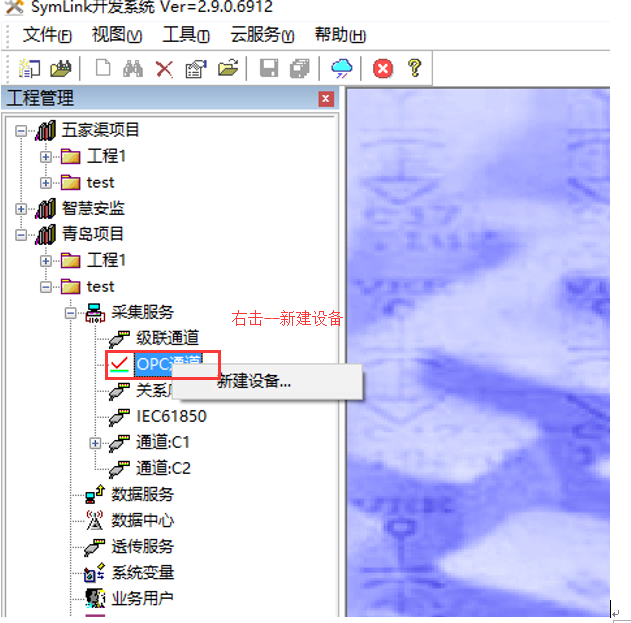 SymLink开发系统 Ver=2.9.0.6912
文件(F) 视图(V) 工具(T) 云服务(Y) 帮助(H)
工程管理
五家渠项目
工程1
test
智慧安监
青岛项目
工程1
test
采集服务
右击--新建设备
级联通道
OPC通道
新建设备...
关系
IEC61850
通道:C1
通道:C2
数据服务
数据中心
透传服务
系统变量
业务用户